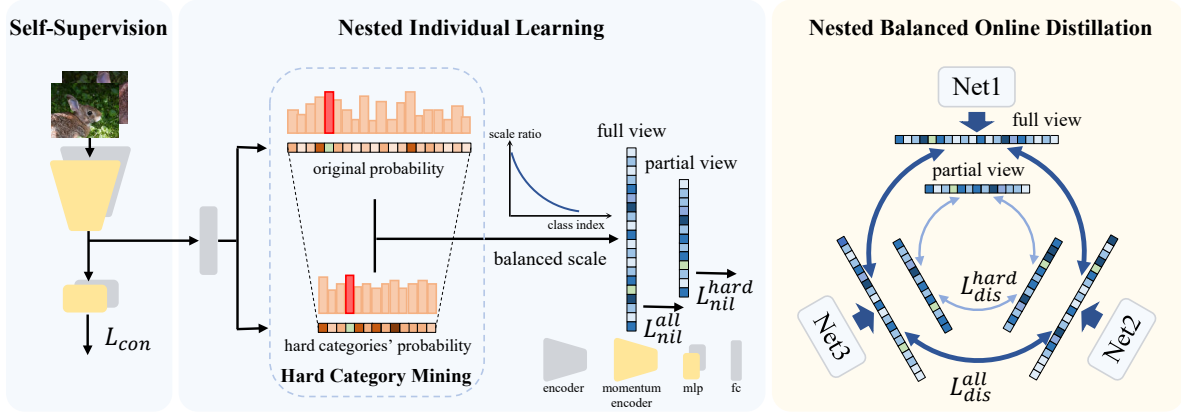 Self-Supervision
L_con
Nested Individual Learning
original probability
hard categories' probability
Hard Category Mining
scale ratio
class index
balanced scale
full view
partial view
L_nil^all
L_nil^hard
encoder
momentum
encoder
mlp
fc
Nested Balanced Online Distillation
Net1
full view
partial view
L_dis^hard
Net3
Net2
L_dis^all